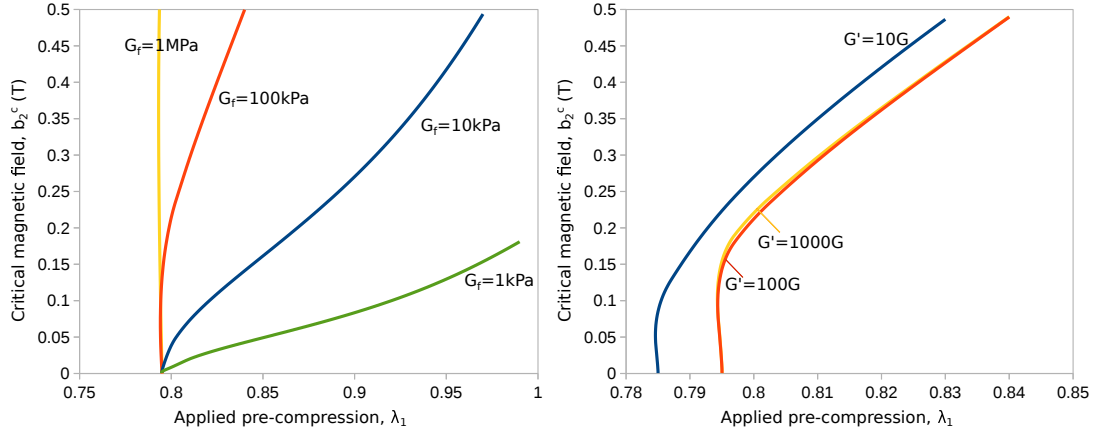 0.5
0.45
0.4
0.35
0.3
0.25
0.2
0.15
0.1
0.05
0
Critical magnetic field, b₂ᶜ (T)
G_f=1MPa
G_f=100kPa
G_f=10kPa
G_f=1kPa
0.75 0.8 0.85 0.9 0.95 1
Applied pre-compression, λ₁
0.5
0.45
0.4
0.35
0.3
0.25
0.2
0.15
0.1
0.05
0
Critical magnetic field, b₂ᶜ (T)
G'=10G
G'=1000G
G'=100G
0.78 0.79 0.8 0.81 0.82 0.83 0.84 0.85
Applied pre-compression, λ₁